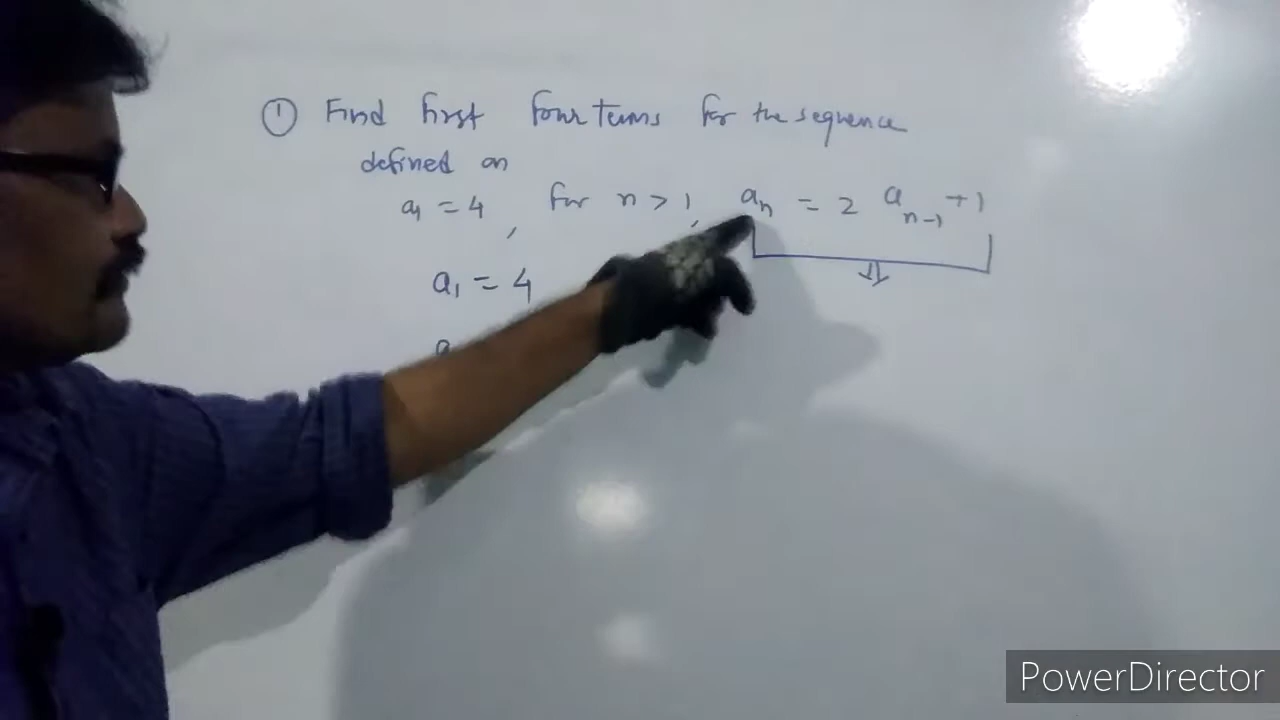 ① Find first four terms for the sequence
defined as
a1 = 4, for n > 1, an = 2 an-1 + 1
a1 = 4
a
PowerDirector